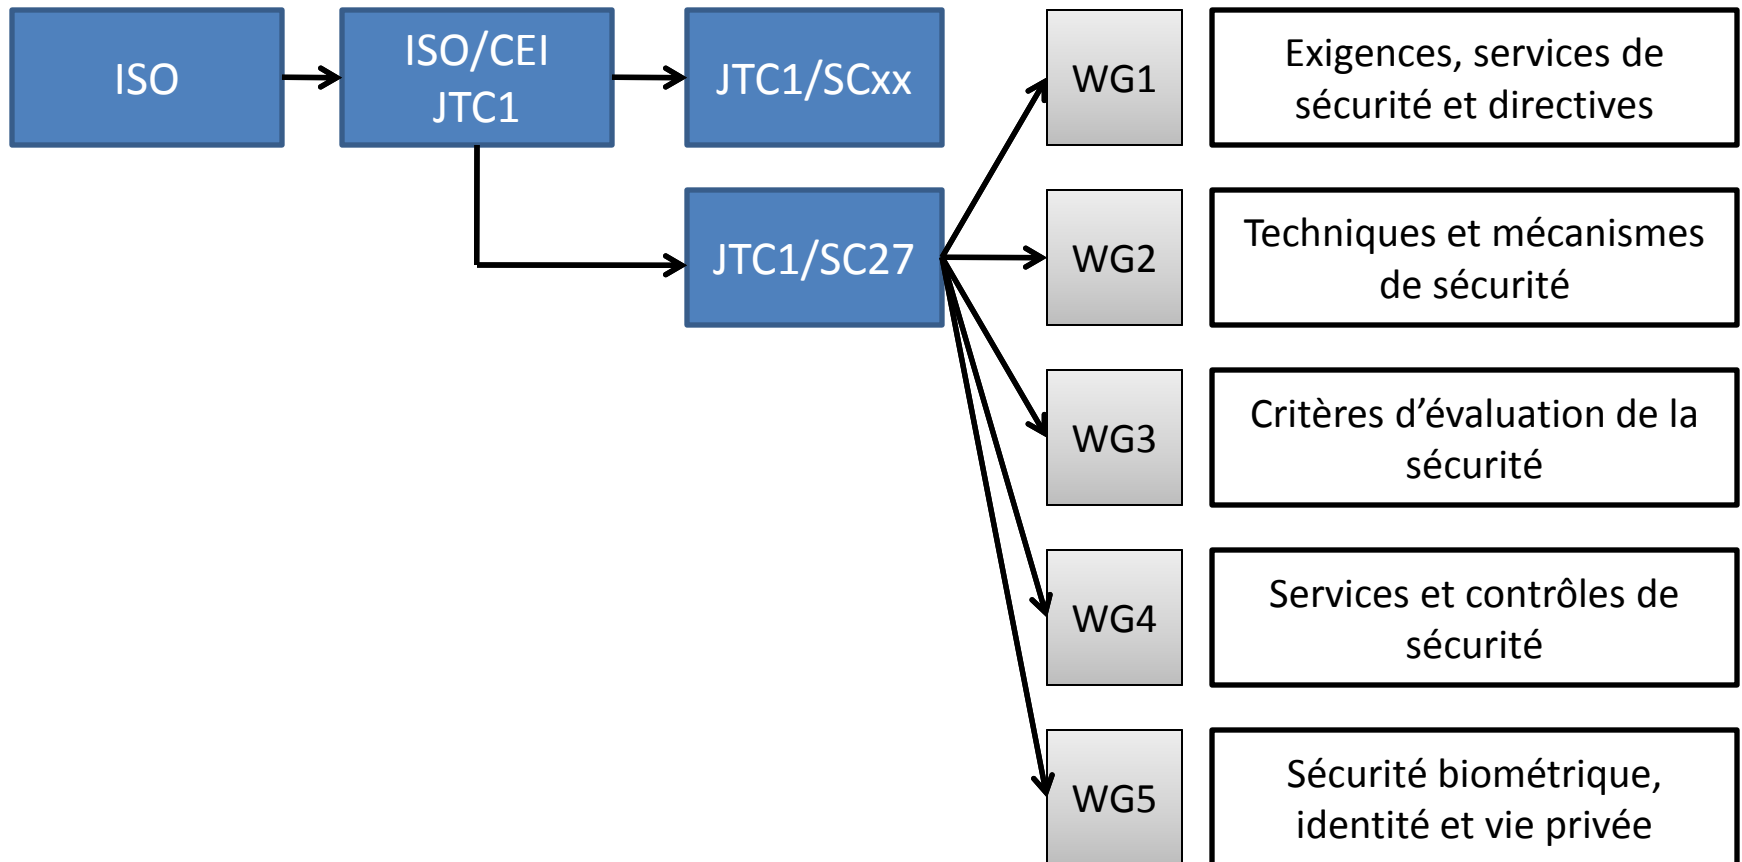 ISO
ISO/CEI
JTC1
JTC1/SCxx
WG1
Exigences, services de
sécurité et directives
JTC1/SC27
WG2
Techniques et mécanismes
de sécurité
WG3
Critères d’évaluation de la
sécurité
WG4
Services et contrôles de
sécurité
WG5
Sécurité biométrique,
identité et vie privée